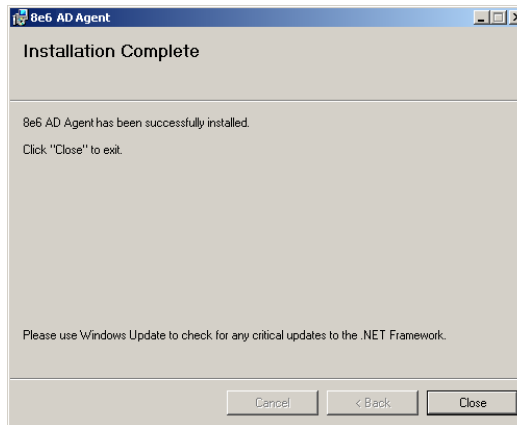 8e6 AD Agent
Installation Complete
8e6 AD Agent has been successfully installed.
Click "Close" to exit.
Please use Windows Update to check for any critical updates to the .NET Framework.
Cancel
< Back
Close